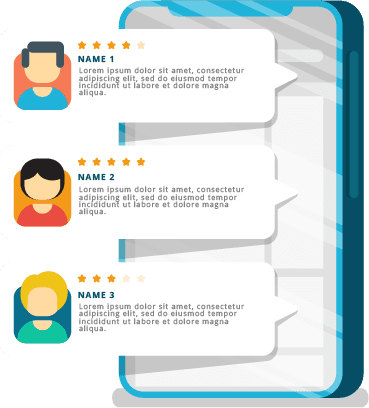 NAME 1
Lorem ipsum dolor sit amet, consectetur
adipiscing elit, sed do eiusmod tempor
incididunt ut labore et dolore magna
aliqua.
NAME 2
Lorem ipsum dolor sit amet, consectetur
adipiscing elit, sed do eiusmod tempor
incididunt ut labore et dolore magna
aliqua.
NAME 3
Lorem ipsum dolor sit amet, consectetur
adipiscing elit, sed do eiusmod tempor
incididunt ut labore et dolore magna
aliqua.